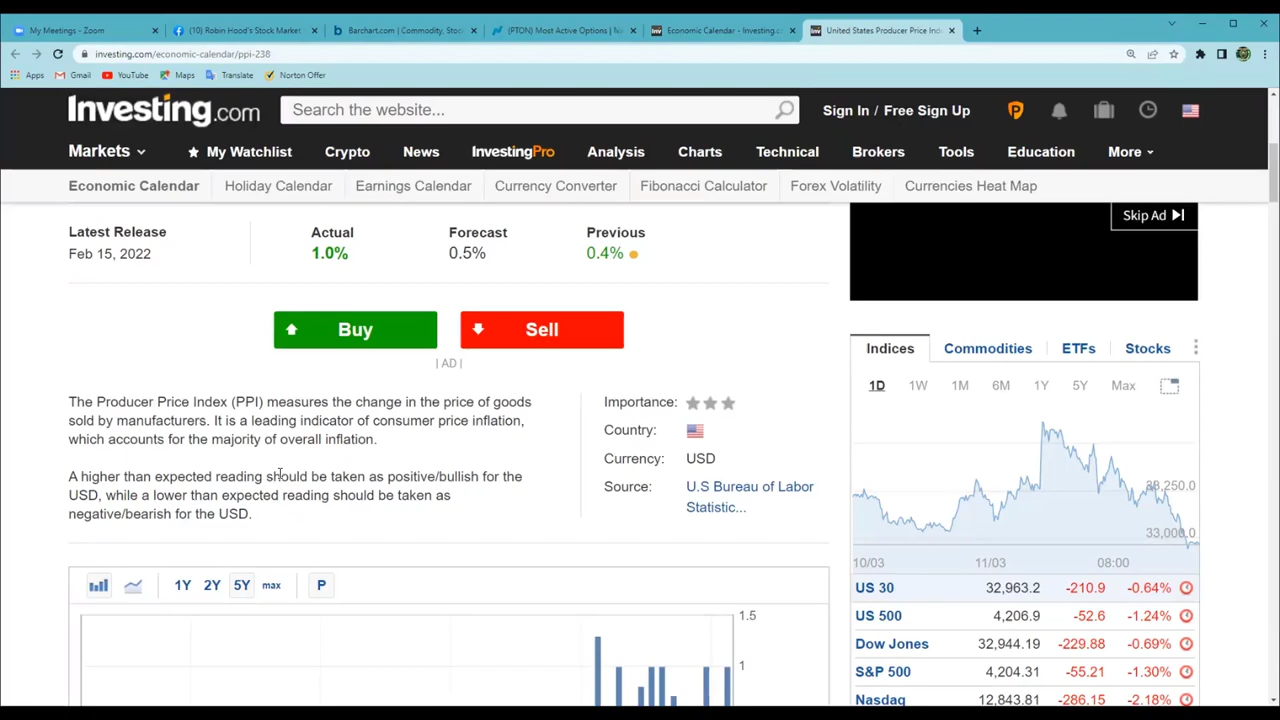 My Meetings - Zoom
(10) Robin Hood's Stock Market
Barchart.com | Commodity, Stoc
(PTON) Most Active Options | N
Economic Calendar - Investing.c
United States Producer Price Ind
investing.com/economic-calendar/ppi-238
Apps Gmail YouTube Maps Translate Norton Offer
Investing.com
Search the website...
Sign In / Free Sign Up
Markets
My Watchlist
Crypto
News
InvestingPro
Analysis
Charts
Technical
Brokers
Tools
Education
More
Economic Calendar
Holiday Calendar
Earnings Calendar
Currency Converter
Fibonacci Calculator
Forex Volatility
Currencies Heat Map
Latest Release
Feb 15, 2022
Actual
1.0%
Forecast
0.5%
Previous
0.4%
Skip Ad
Buy
Sell
| AD |
The Producer Price Index (PPI) measures the change in the price of goods
sold by manufacturers. It is a leading indicator of consumer price inflation,
which accounts for the majority of overall inflation.
A higher than expected reading should be taken as positive/bullish for the
USD, while a lower than expected reading should be taken as
negative/bearish for the USD.
Importance:
Country:
Currency: USD
Source: U.S Bureau of Labor
Statistic...
1Y 2Y 5Y max P
1.5
1
Indices
Commodities
ETFs
Stocks
1D 1W 1M 6M 1Y 5Y Max
33,000.0
10/03 11/03 08:00
US 30 32,963.2 -210.9 -0.64%
US 500 4,206.9 -52.6 -1.24%
Dow Jones 32,944.19 -229.88 -0.69%
S&P 500 4,204.31 -55.21 -1.30%
Nasdaq 12,843.81 -286.15 -2.18%